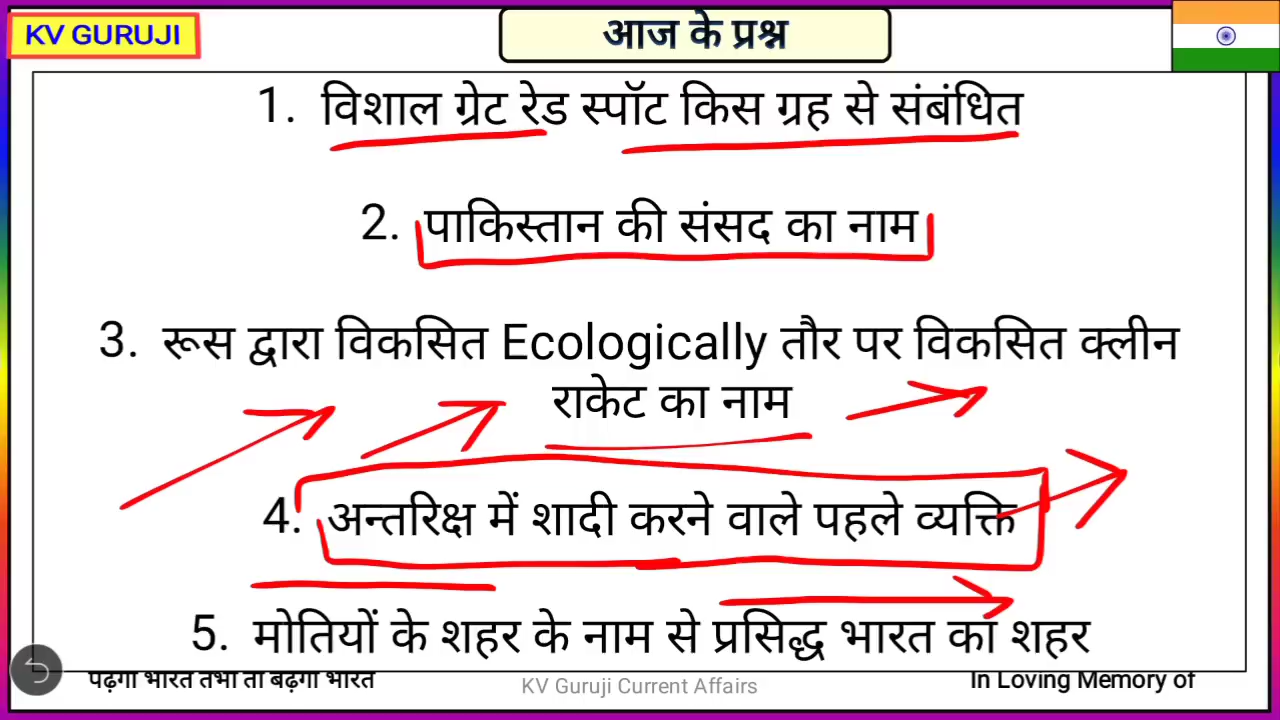 KV GURUJI
आज के प्रश्न
1. विशाल ग्रेट रेड स्पॉट किस ग्रह से संबंधित
2. पाकिस्तान की संसद का नाम
3. रूस द्वारा विकसित Ecologically तौर पर विकसित क्लीन
राकेट का नाम
4. अन्तरिक्ष में शादी करने वाले पहले व्यक्ति
5. मोतियों के शहर के नाम से प्रसिद्ध भारत का शहर
पढ़ेगा भारत तभी तो बढ़ेगा भारत
KV Guruji Current Affairs
In Loving Memory of